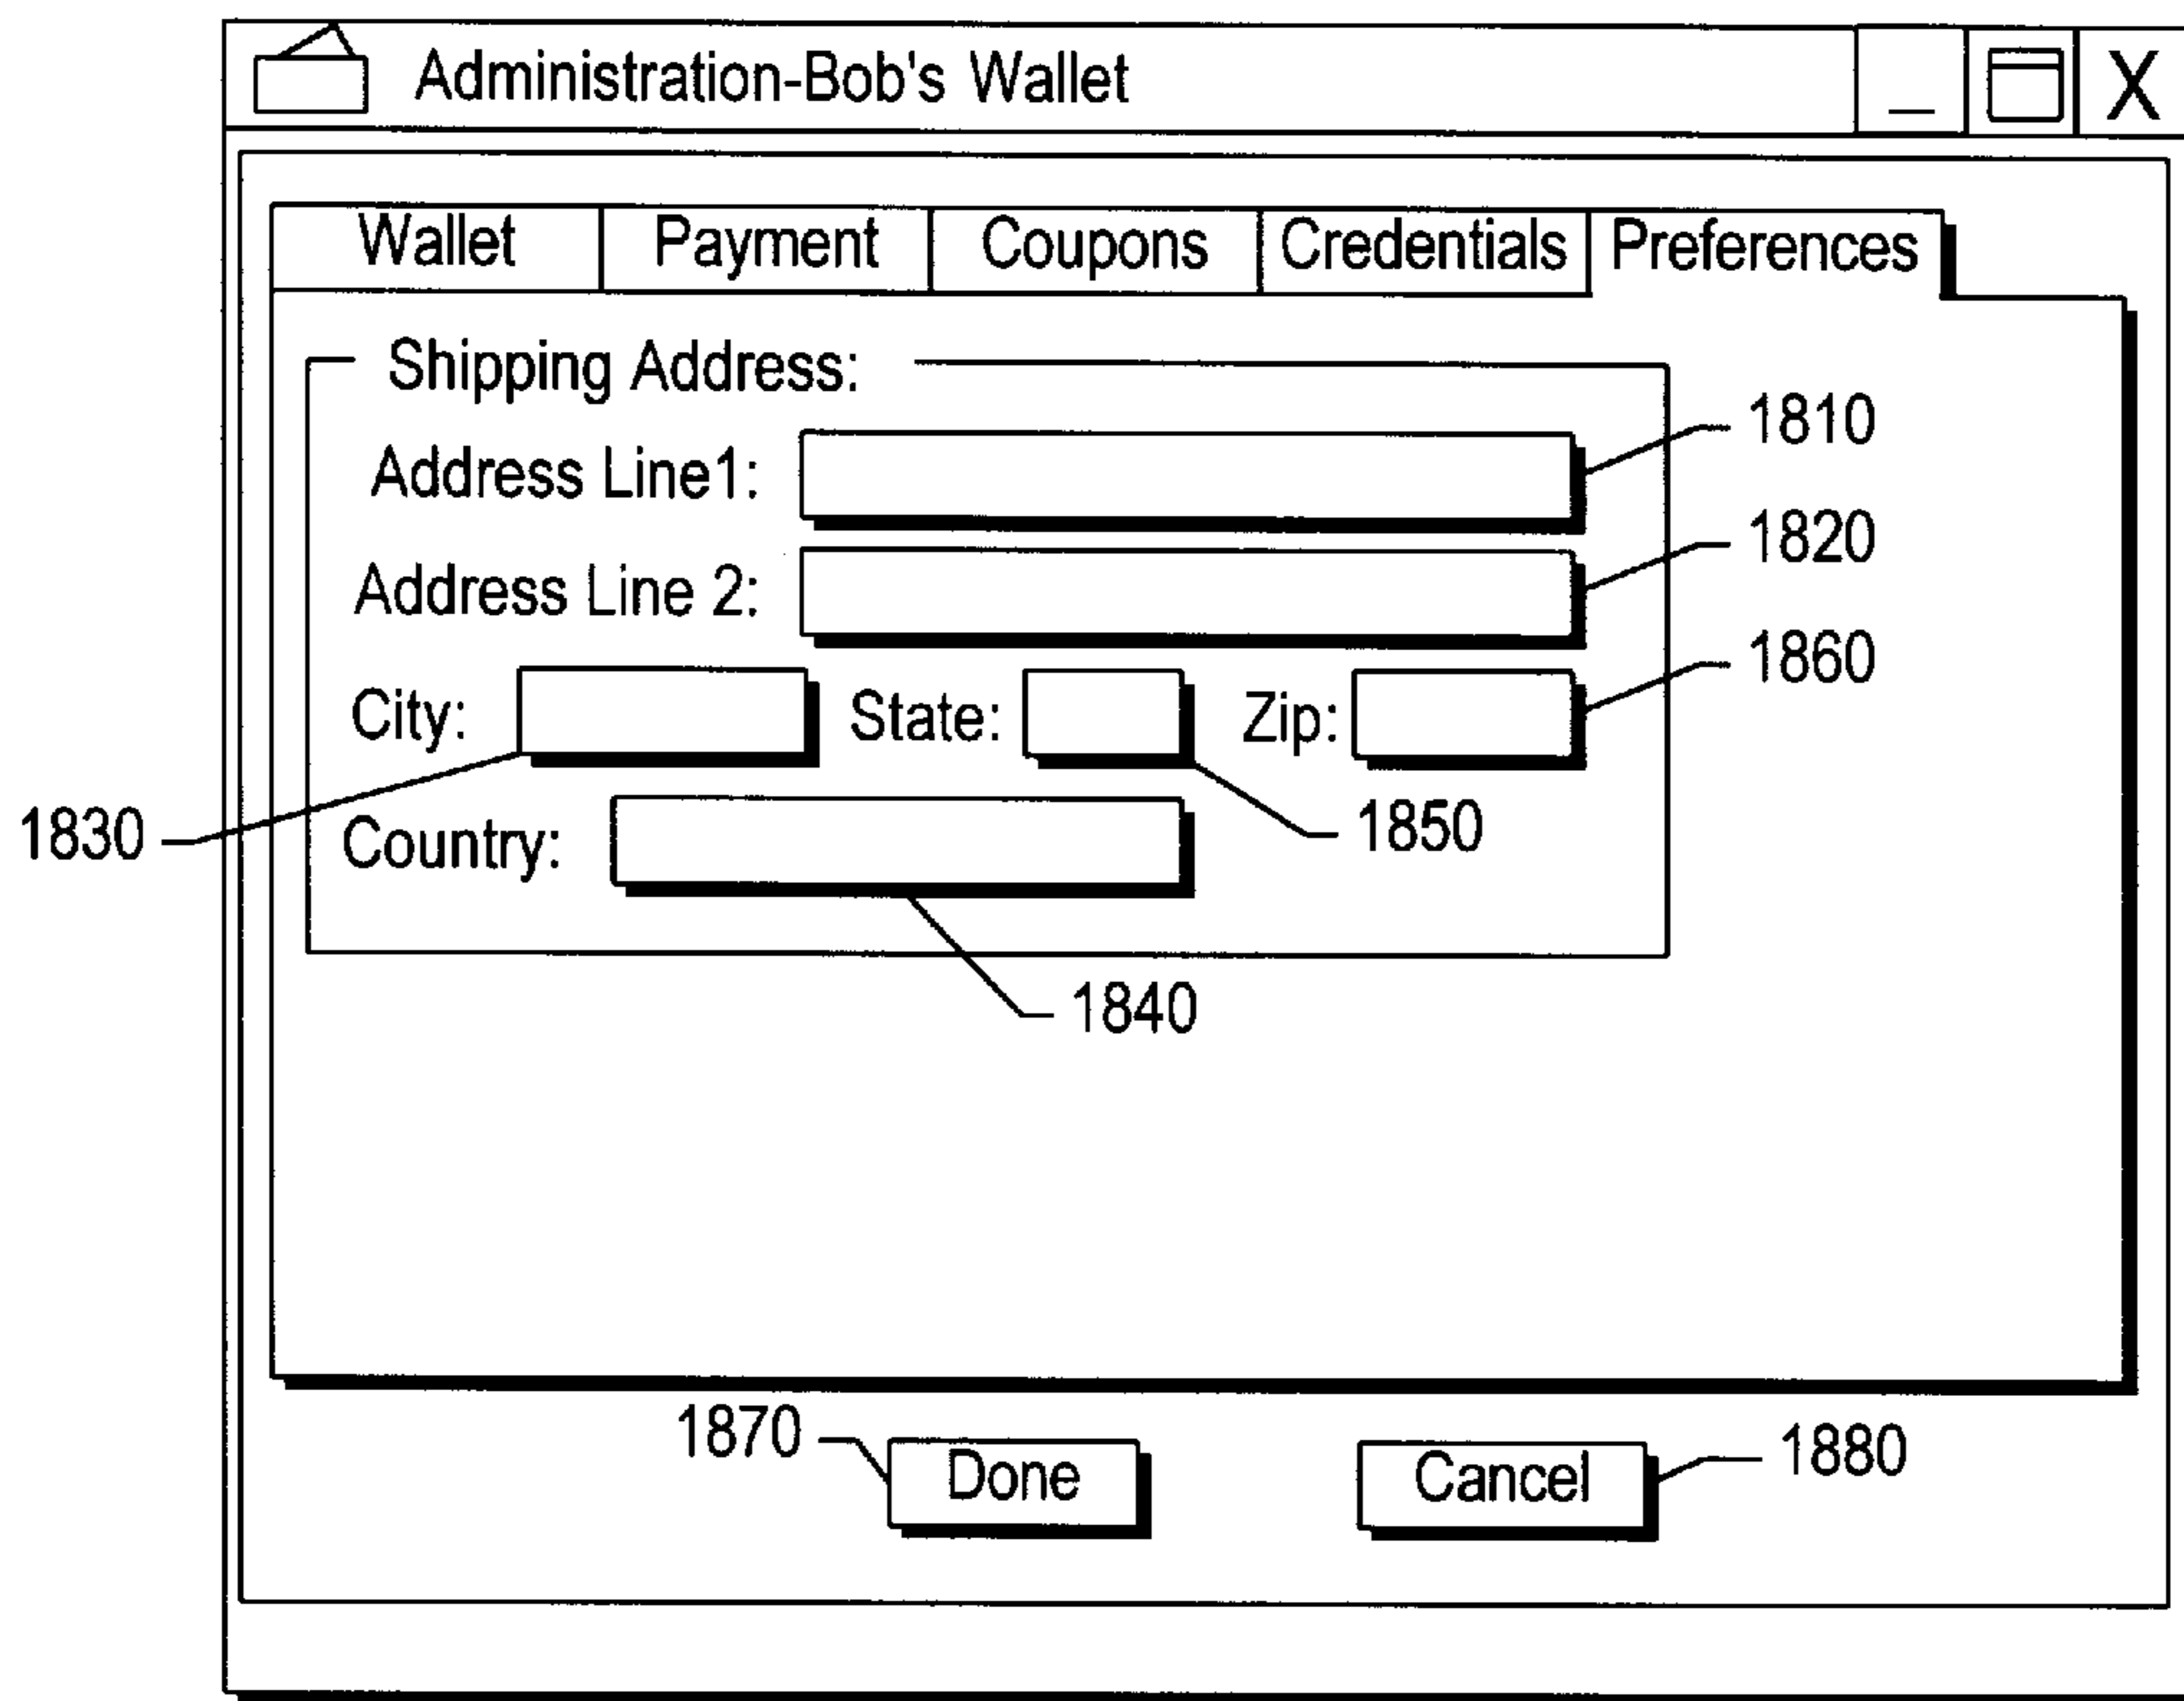 Administration-Bob's Wallet _ X
Wallet Payment Coupons Credentials Preferences
Shipping Address:
Address Line1: 1810
Address Line 2: 1820
1860
City: State: Zip:
1830 Country: 1850
1840
1870 Done Cancel 1880